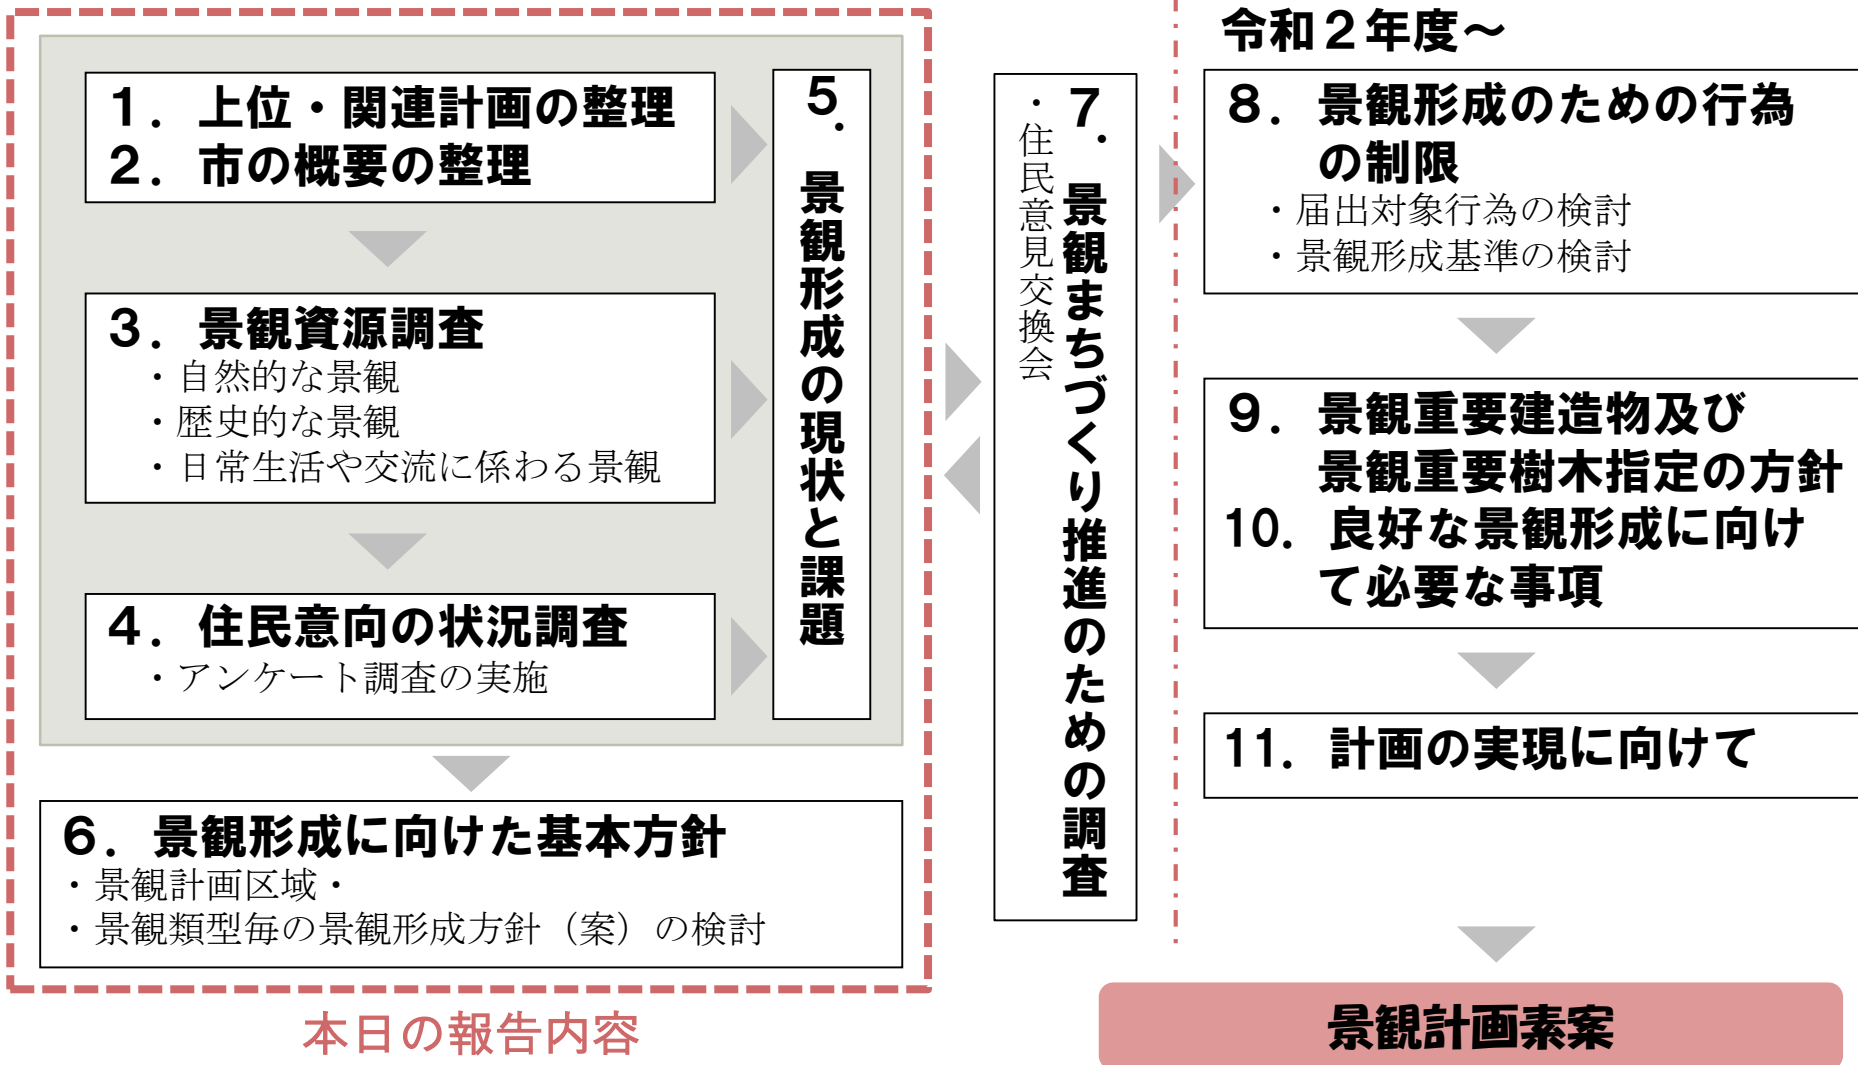 １．上位・関連計画の整理
２．市の概要の整理
３．景観資源調査
・自然的な景観
・歴史的な景観
・日常生活や交流に係わる景観
４．住民意向の状況調査
・アンケート調査の実施
５．景観形成の現状と課題
６．景観形成に向けた基本方針
・景観計画区域・
・景観類型毎の景観形成方針（案）の検討
本日の報告内容
７．景観まちづくり推進のための調査
・住民意見交換会
令和２年度～
８．景観形成のための行為
の制限
・届出対象行為の検討
・景観形成基準の検討
９．景観重要建造物及び
景観重要樹木指定の方針
10．良好な景観形成に向け
て必要な事項
11．計画の実現に向けて
景観計画素案